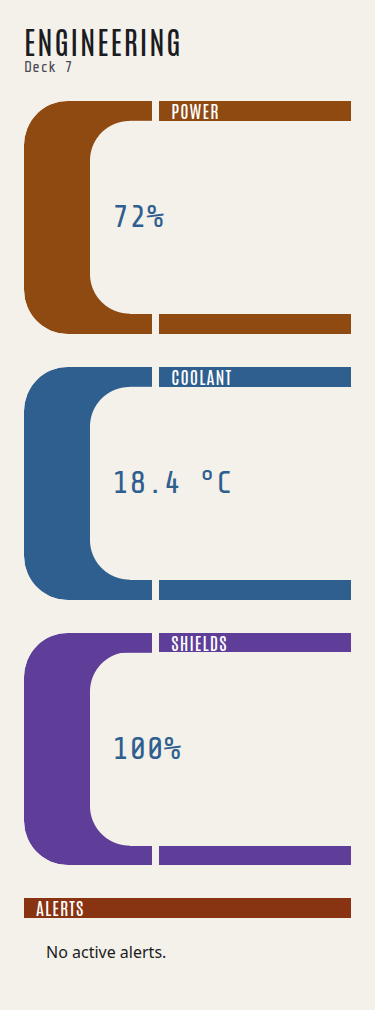 ENGINEERING
Deck 7
POWER
72%
COOLANT
18.4 °C
SHIELDS
100%
ALERTS
No active alerts.